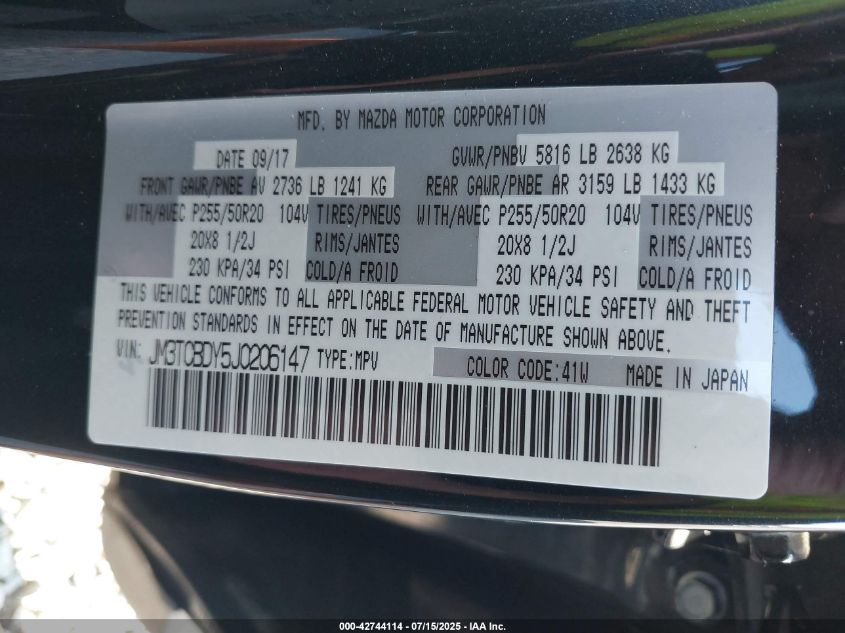 MFD. BY MAZDA MOTOR CORPORATION
DATE 09/17 GVWR/PNBV 5816 LB 2638 KG
FRONT GAWR/PNBE AV 2736 LB 1241 KG REAR GAWR/PNBE AR 3159 LB 1433 KG
WITH/AVEC P255/50R20 104V TIRES/PNEUS WITH/AVEC P255/50R20 104V TIRES/PNEUS
20X8 1/2J RIMS/JANTES 20X8 1/2J RIMS/JANTES
230 KPA/34 PSI COLD/A FROID 230 KPA/34 PSI COLD/A FROID
THIS VEHICLE CONFORMS TO ALL APPLICABLE FEDERAL MOTOR VEHICLE SAFETY AND THEFT
PREVENTION STANDARDS IN EFFECT ON THE DATE OF MANUFACTURE SHOWN ABOVE.
VIN: JM3TCBDY5J0206147 TYPE:MPV COLOR CODE:41W MADE IN JAPAN
000-42744114 - 07/15/2025 - IAA Inc.